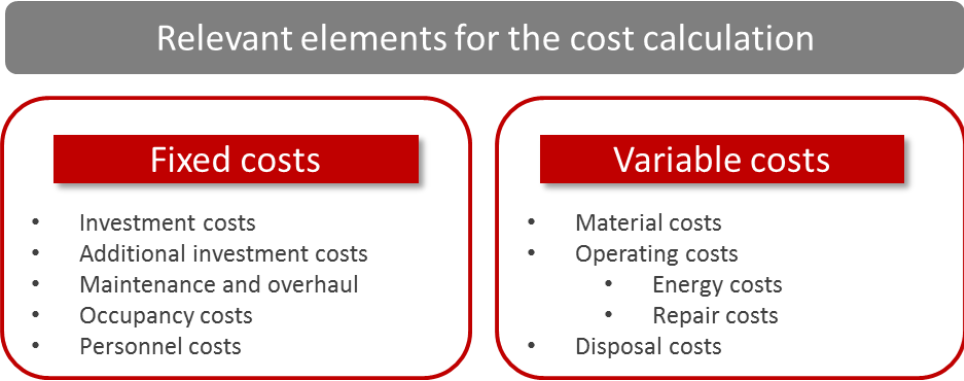 Relevant elements for the cost calculation
Fixed costs
• Investment costs
• Additional investment costs
• Maintenance and overhaul
• Occupancy costs
• Personnel costs
Variable costs
• Material costs
• Operating costs
• Energy costs
• Repair costs
• Disposal costs